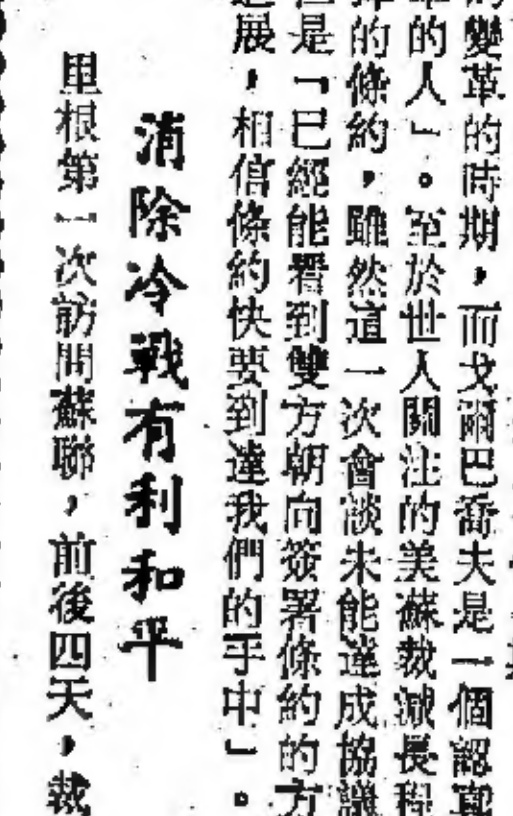 變革的時期，而戈爾巴喬夫是一個認真
的人」。至於世人關注的美蘇裁減長程
的條約，雖然這一次會談未能達成協議
是「已經能看到雙方朝向簽署條約的方
展，相信條約快要到達我們的手中」。
消除冷戰有利和平
里根第一次訪問蘇聯，前後四天，裁